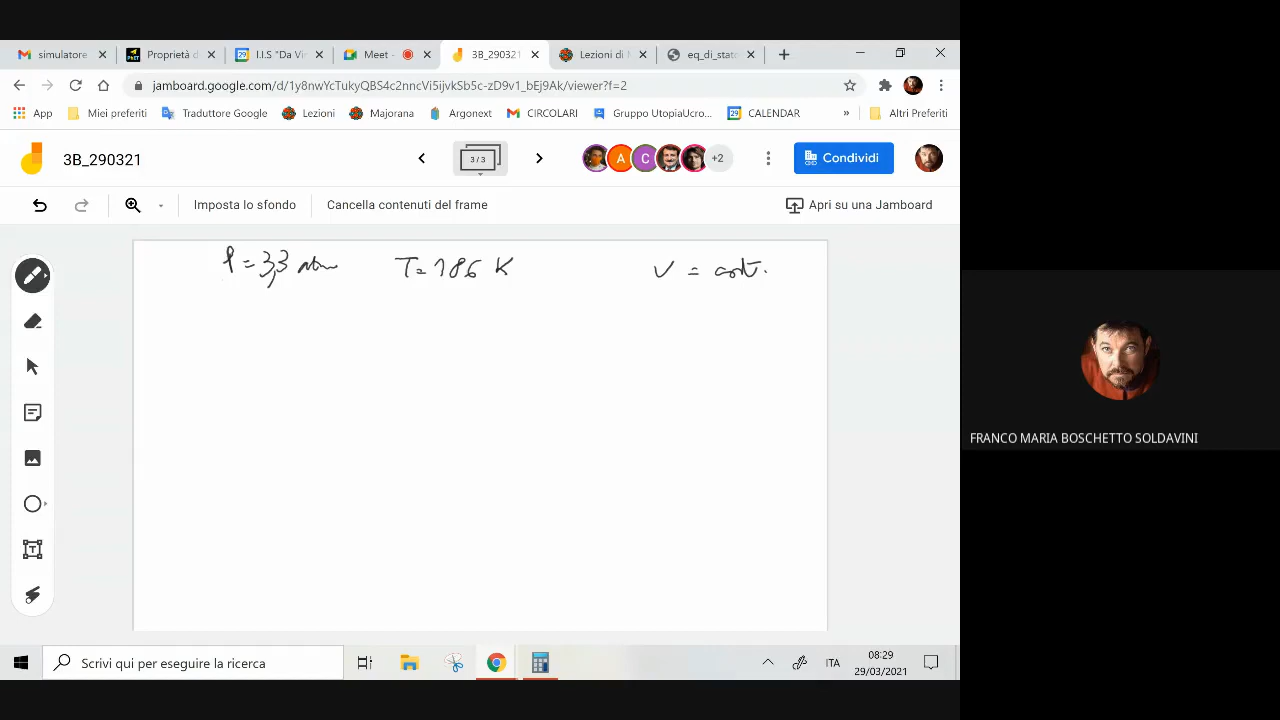 simulatore
Proprietà d
I.I.S "Da Vin
Meet -
3B_290321
Lezioni di M
eq_di_stato
jamboard.google.com/d/1y8nwYcTukyQBS4c2nncVi5ijvkSb5c-zD9v1_bEj9Ak/viewer?f=2
App
Miei preferiti
Traduttore Google
Lezioni
Majorana
Argonext
CIRCOLARI
Gruppo UtopiaUcro...
CALENDAR
»
Altri Preferiti
3B_290321
3 / 3
A
C
+2
Condividi
Imposta lo sfondo
Cancella contenuti del frame
Apri su una Jamboard
P = 3,3 atm
T = 186 K
V = cost.
FRANCO MARIA BOSCHETTO SOLDAVINI
Scrivi qui per eseguire la ricerca
ITA
08:29
29/03/2021